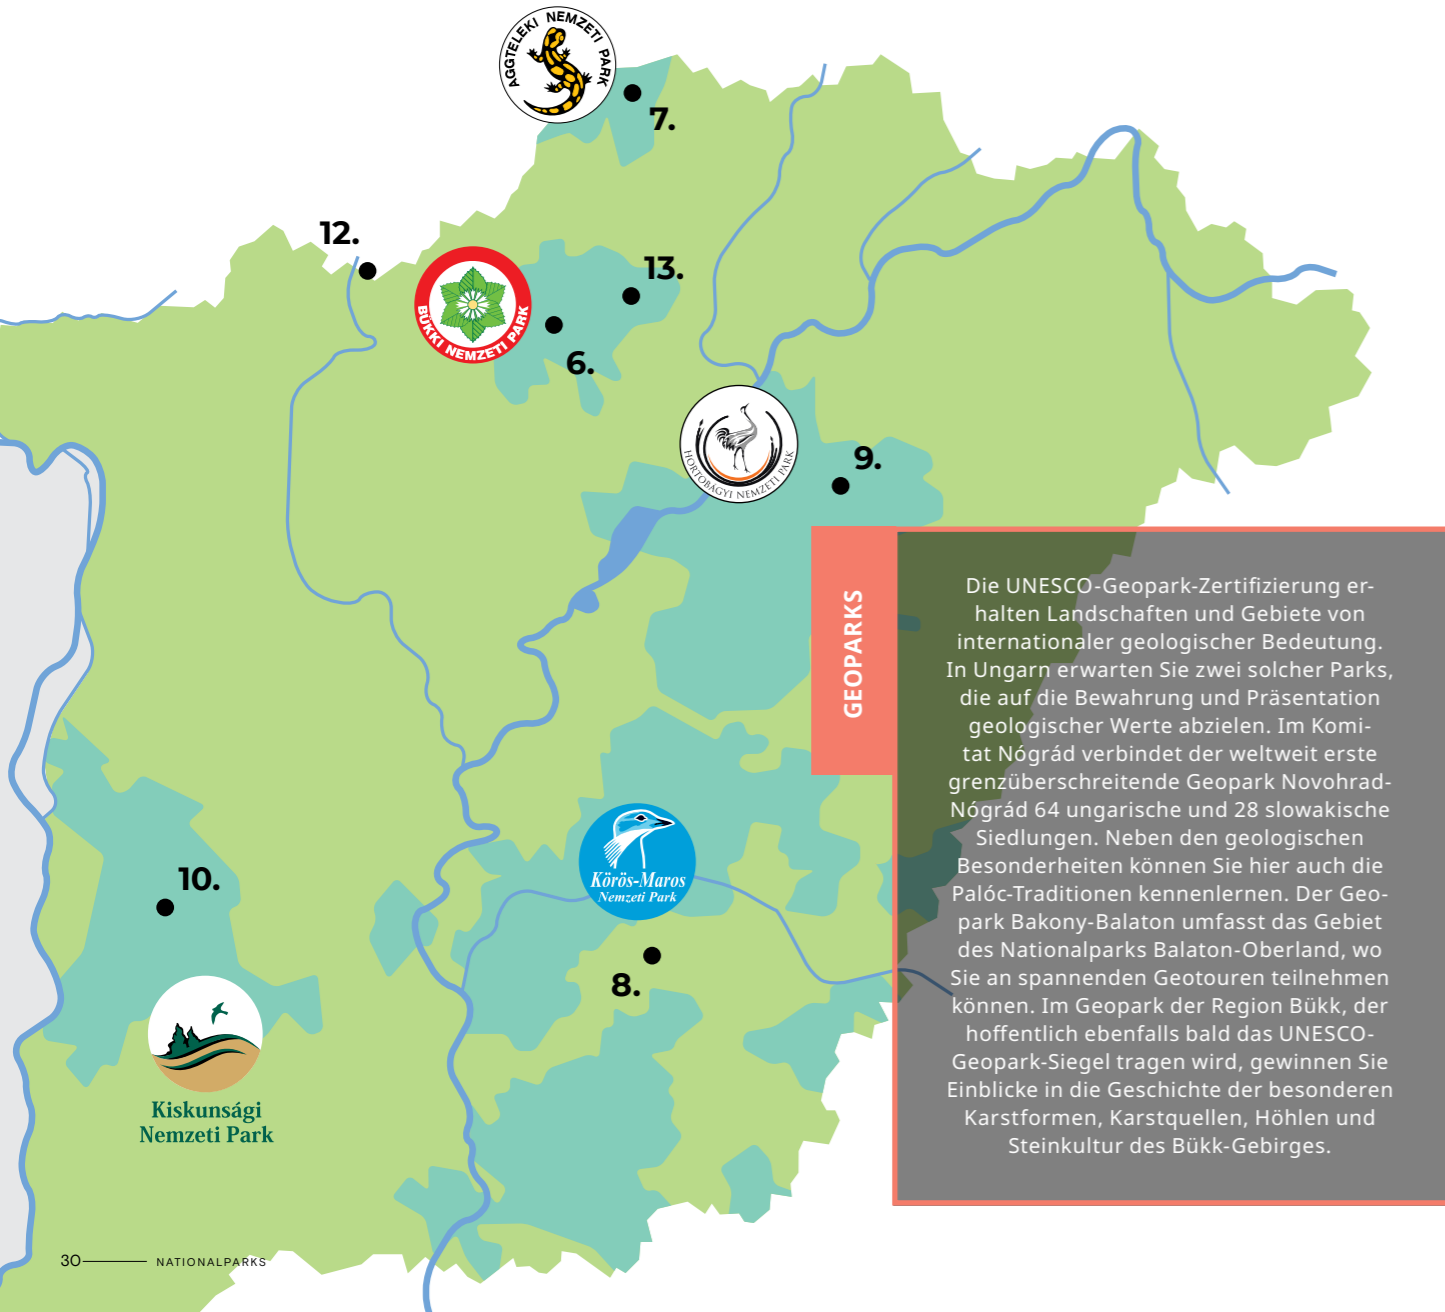 AGGTELEKI NEMZETI PARK
7.
12.
13.
BÜKKI NEMZETI PARK
6.
HORTOBÁGYI NEMZETI PARK
9.
GEOPARKS
Die UNESCO-Geopark-Zertifizierung er-
halten Landschaften und Gebiete von
internationaler geologischer Bedeutung.
In Ungarn erwarten Sie zwei solcher Parks,
die auf die Bewahrung und Präsentation
geologischer Werte abzielen. Im Komi-
tat Nógrád verbindet der weltweit erste
grenzüberschreitende Geopark Novohrad-
Nógrád 64 ungarische und 28 slowakische
Siedlungen. Neben den geologischen
Besonderheiten können Sie hier auch die
Palóc-Traditionen kennenlernen. Der Geo-
park Bakony-Balaton umfasst das Gebiet
des Nationalparks Balaton-Oberland, wo
Sie an spannenden Geotouren teilnehmen
können. Im Geopark der Region Bükk, der
hoffentlich ebenfalls bald das UNESCO-
Geopark-Siegel tragen wird, gewinnen Sie
Einblicke in die Geschichte der besonderen
Karstformen, Karstquellen, Höhlen und
Steinkultur des Bükk-Gebirges.
Körös-Maros
Nemzeti Park
10.
8.
Kiskunsági
Nemzeti Park
30 NATIONALPARKS